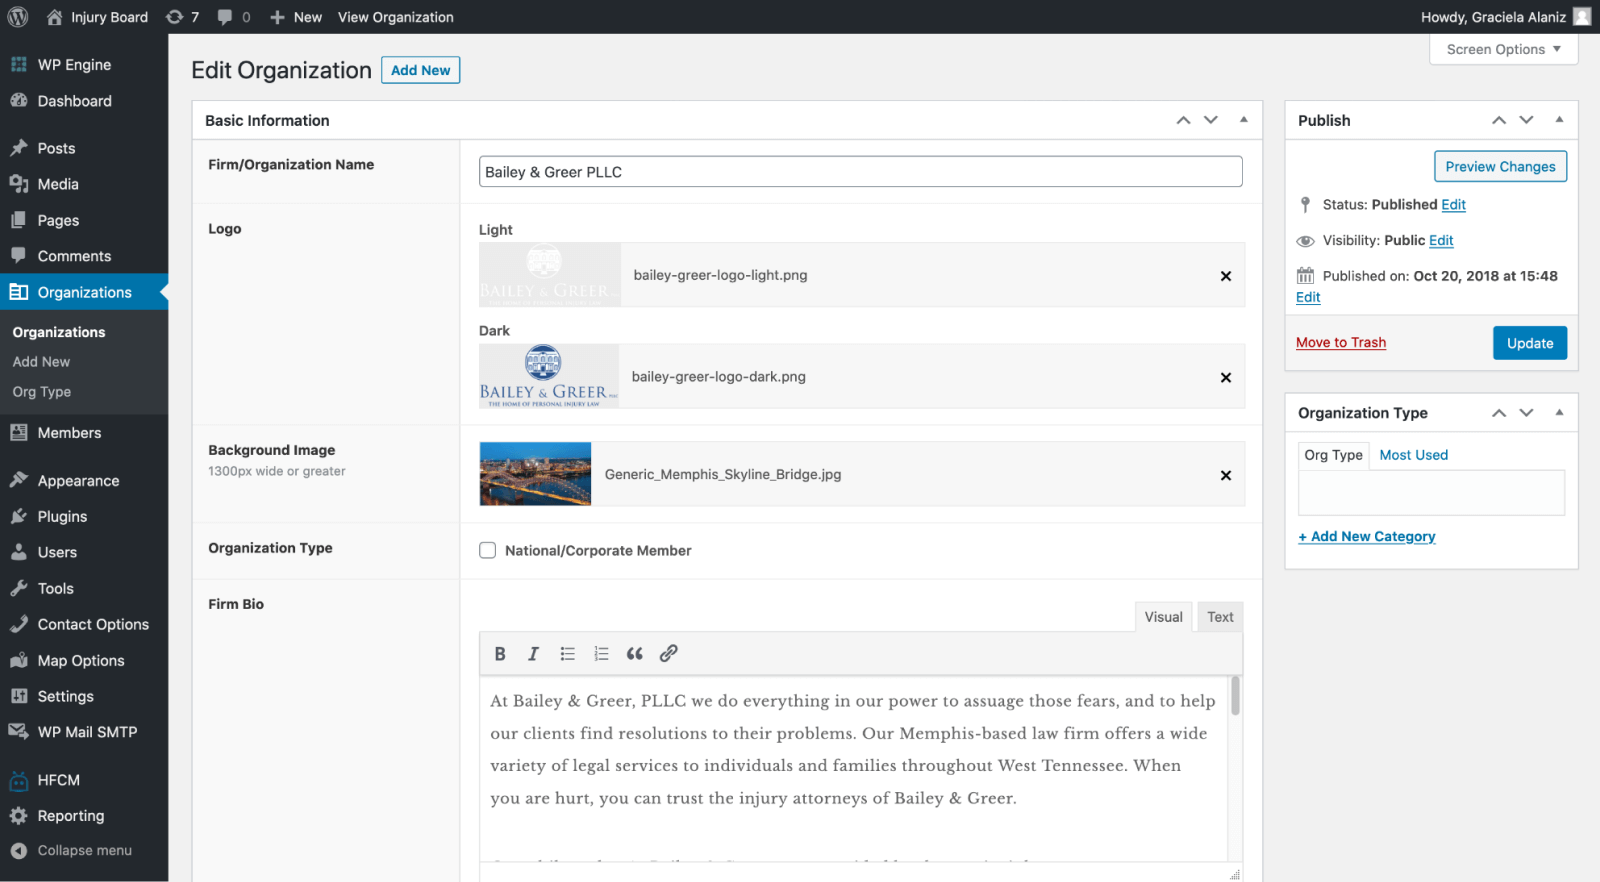 Injury Board
7
0
New
View Organization
Howdy, Graciela Alaniz
Screen Options
WP Engine
Dashboard
Posts
Media
Pages
Comments
Organizations
Organizations
Add New
Org Type
Members
Appearance
Plugins
Users
Tools
Contact Options
Map Options
Settings
WP Mail SMTP
HFCM
Reporting
Collapse menu
Edit Organization
Add New
Basic Information
Firm/Organization Name
Bailey & Greer PLLC
Logo
Light
BAILEY & GREER
bailey-greer-logo-light.png
Dark
BAILEY & GREER PLLC
THE HOME OF PERSONAL INJURY LAW
bailey-greer-logo-dark.png
Background Image
1300px wide or greater
Generic_Memphis_Skyline_Bridge.jpg
Organization Type
National/Corporate Member
Firm Bio
Visual
Text
At Bailey & Greer, PLLC we do everything in our power to assuage those fears, and to help
our clients find resolutions to their problems. Our Memphis-based law firm offers a wide
variety of legal services to individuals and families throughout West Tennessee. When
you are hurt, you can trust the injury attorneys of Bailey & Greer.
Publish
Preview Changes
Status: Published Edit
Visibility: Public Edit
Published on: Oct 20, 2018 at 15:48
Edit
Move to Trash
Update
Organization Type
Org Type
Most Used
+ Add New Category